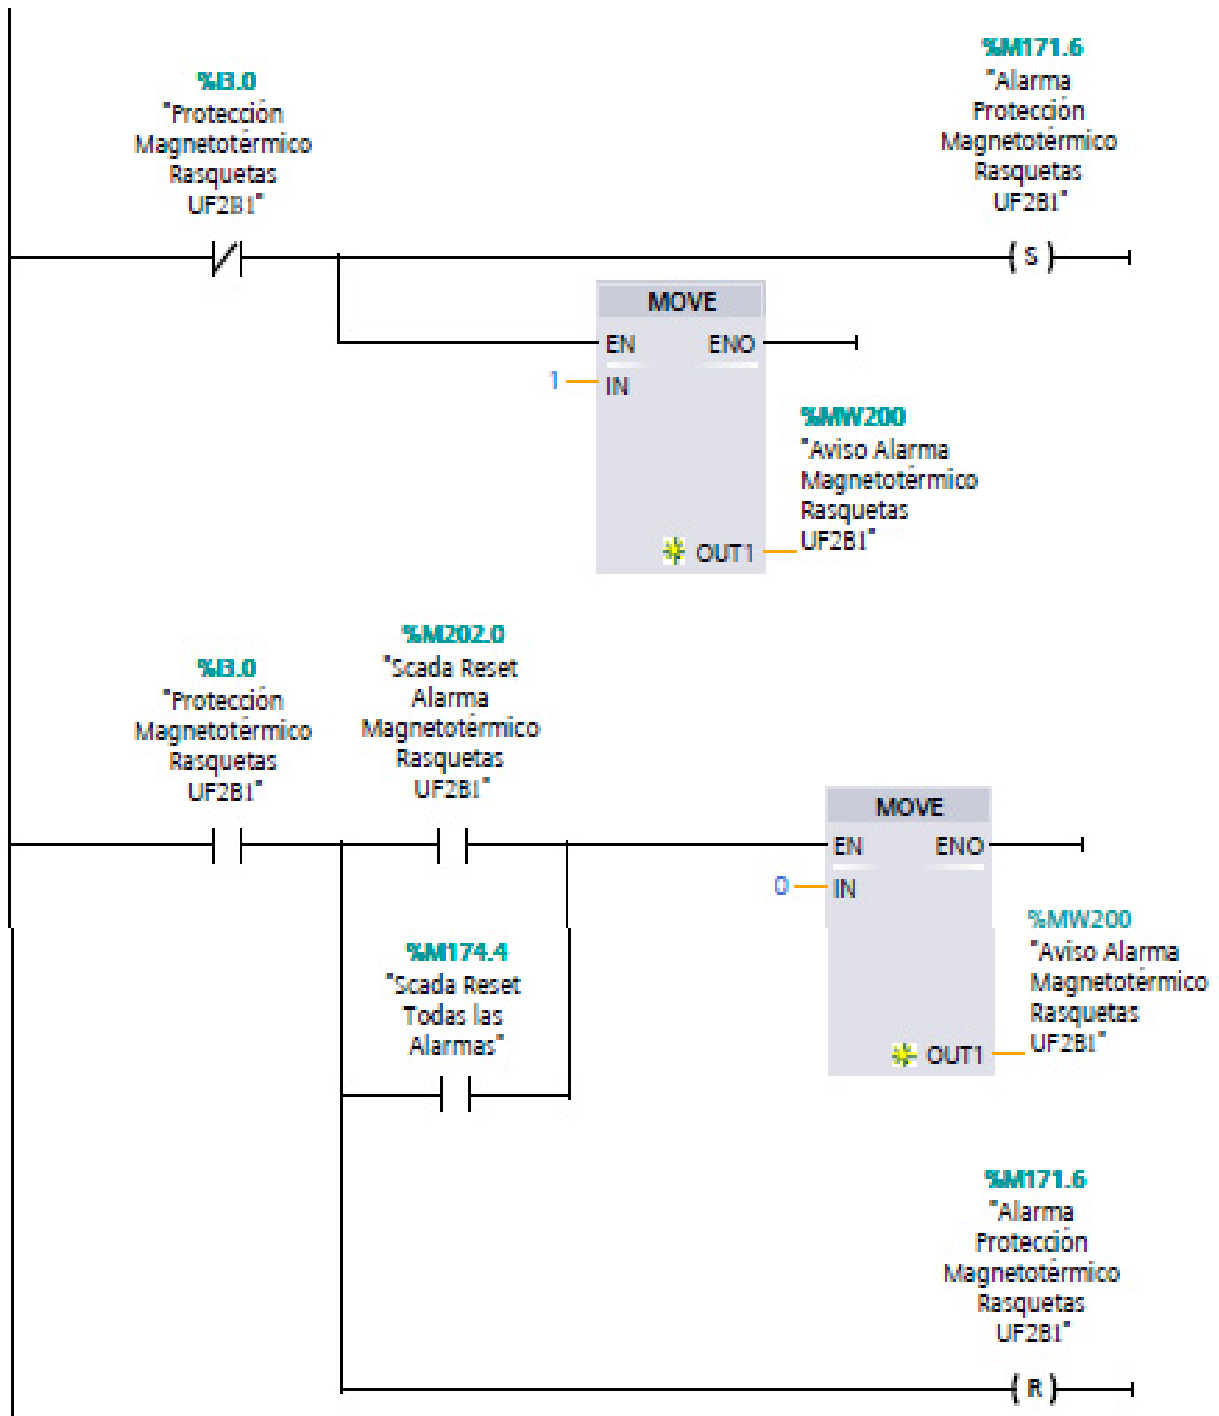 %I3.0
"Protección
Magnetotérmico
Rasquetas
UF2B1"
%M171.6
"Alarma
Protección
Magnetotérmico
Rasquetas
UF2B1"
S
MOVE
EN ENO
1 IN
%MW200
"Aviso Alarma
Magnetotérmico
Rasquetas
UF2B1"
OUT1
%I3.0
"Protección
Magnetotérmico
Rasquetas
UF2B1"
%M202.0
"Scada Reset
Alarma
Magnetotérmico
Rasquetas
UF2B1"
MOVE
EN ENO
0 IN
%MW200
"Aviso Alarma
Magnetotérmico
Rasquetas
UF2B1"
OUT1
%M174.4
"Scada Reset
Todas las
Alarmas"
%M171.6
"Alarma
Protección
Magnetotérmico
Rasquetas
UF2B1"
R